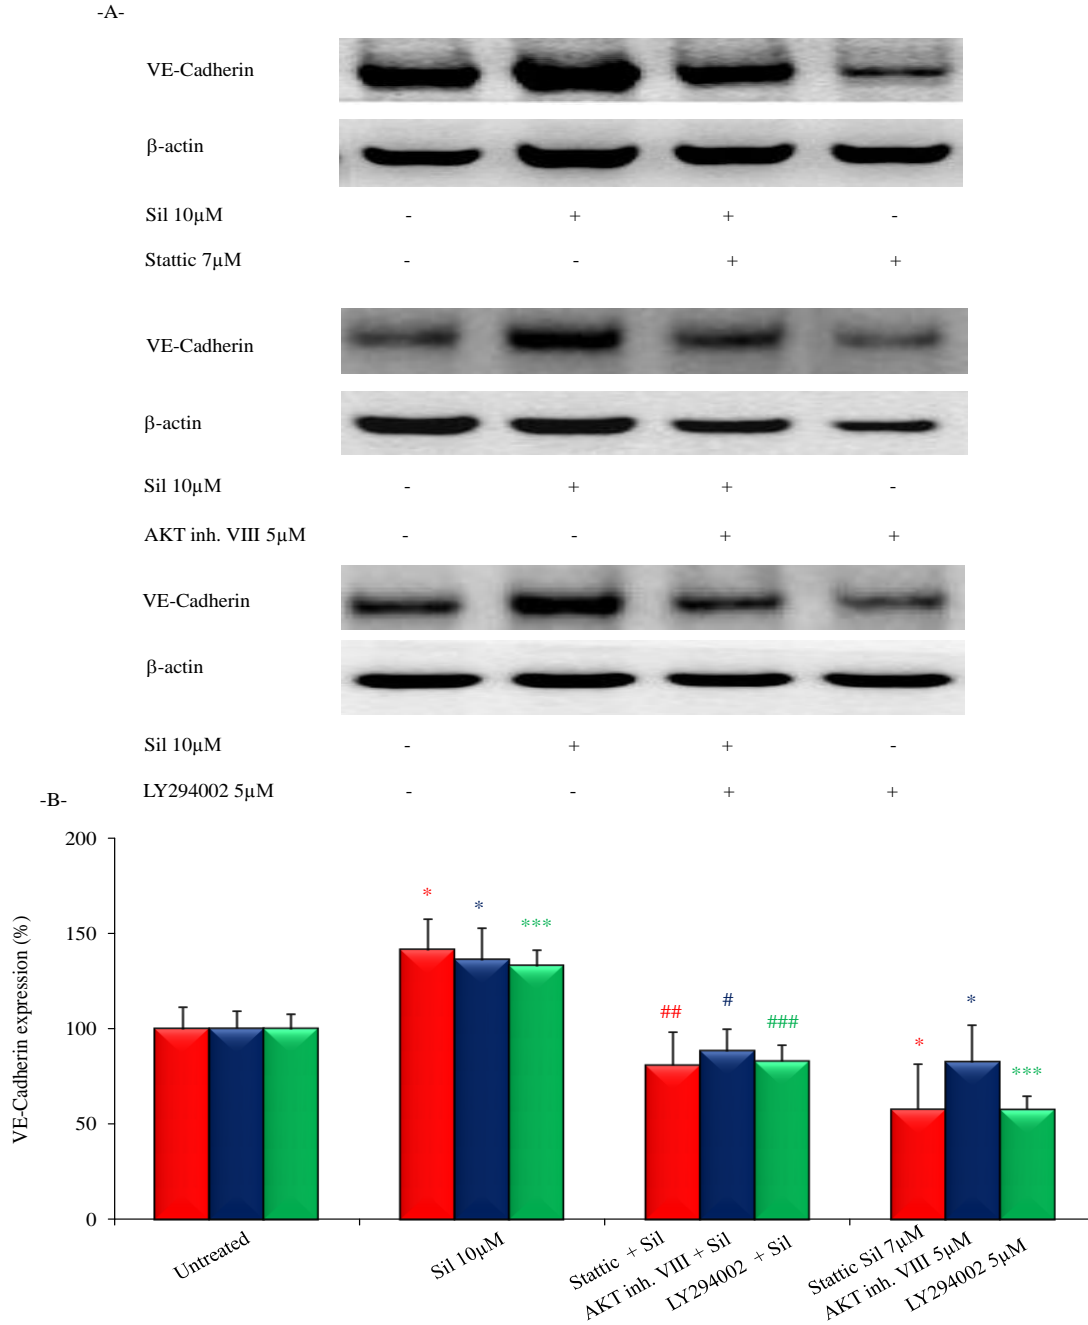 -A-
VE-Cadherin
β-actin
Sil 10µM - + + -
Stattic 7µM - - + +
VE-Cadherin
β-actin
Sil 10µM - + + -
AKT inh. VIII 5µM - - + +
VE-Cadherin
β-actin
Sil 10µM - + + -
LY294002 5µM - - + +
-B-
VE-Cadherin expression (%)
200
150
100
50
0
* * ***
## # ###
* * ***
Untreated
Sil 10µM
Stattic + Sil
AKT inh. VIII + Sil
LY294002 + Sil
Stattic Sil 7µM
AKT inh. VIII 5µM
LY294002 5µM